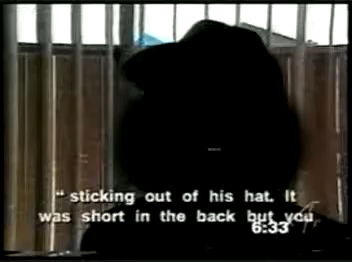 " sticking out of his hat. It
was short in the back but you
6:33